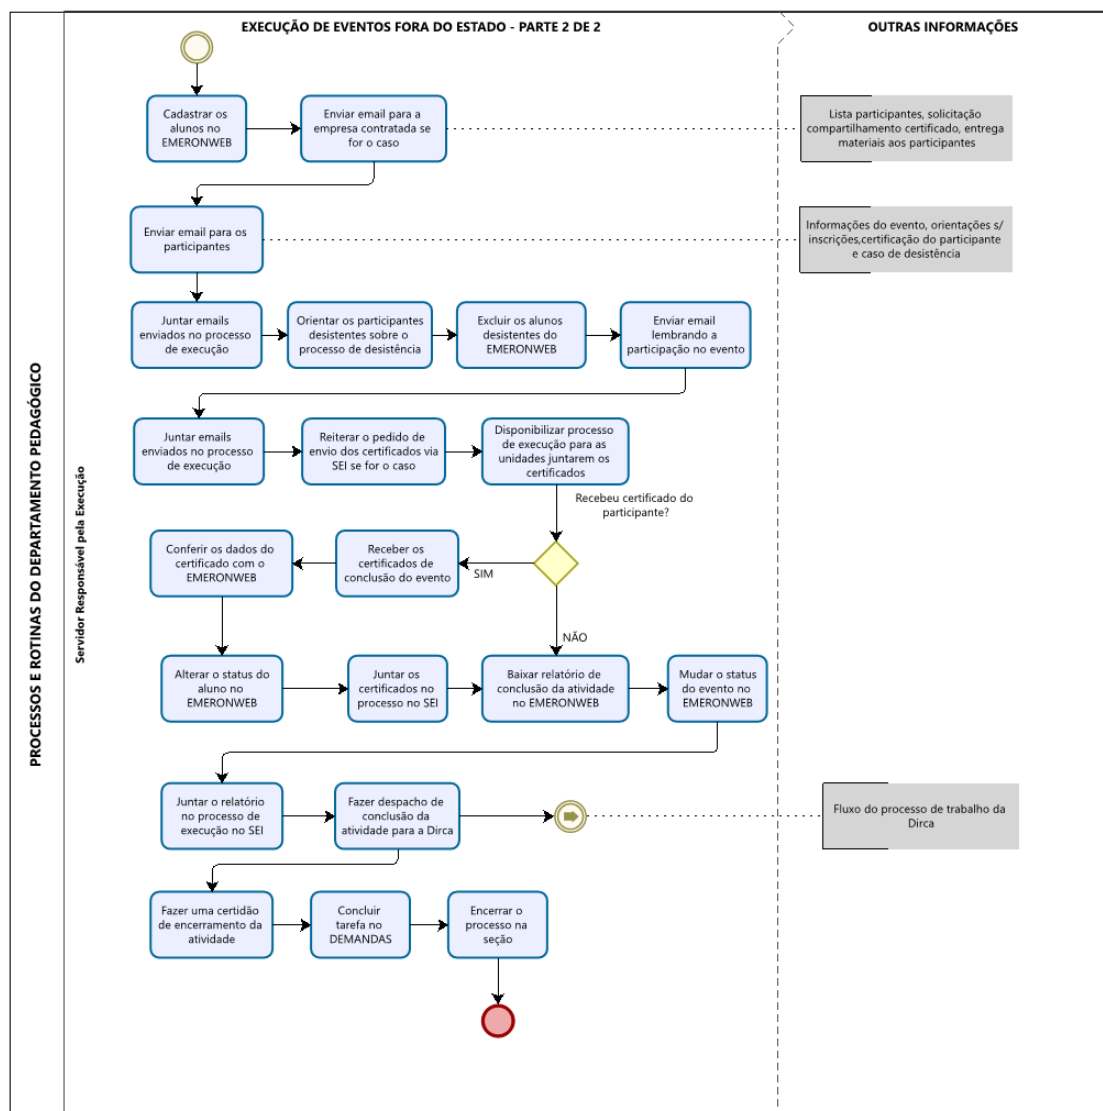 EXECUÇÃO DE EVENTOS FORA DO ESTADO - PARTE 2 DE 2
OUTRAS INFORMAÇÕES
PROCESSOS E ROTINAS DO DEPARTAMENTO PEDAGÓGICO
Servidor Responsável pela Execução
Cadastrar os
alunos no
EMERONWEB
Enviar email para a
empresa contratada se
for o caso
Lista participantes, solicitação
compartilhamento certificado, entrega
materiais aos participantes
Enviar email para os
participantes
Informações do evento, orientações s/
inscrições,certificação do participante
e caso de desistência
Juntar emails
enviados no processo
de execução
Orientar os participantes
desistentes sobre o
processo de desistência
Excluir os alunos
desistentes do
EMERONWEB
Enviar email
lembrando a
participação no evento
Juntar emails
enviados no processo
de execução
Reiterar o pedido de
envio dos certificados via
SEI se for o caso
Disponibilizar processo
de execução para as
unidades juntarem os
certificados
Recebeu certificado do
participante?
Conferir os dados do
certificado com o
EMERONWEB
Receber os
certificados de
conclusão do evento
SIM
NÃO
Alterar o status do
aluno no
EMERONWEB
Juntar os
certificados no
processo no SEI
Baixar relatório de
conclusão da atividade
no EMERONWEB
Mudar o status
do evento no
EMERONWEB
Juntar o relatório
no processo de
execução no SEI
Fazer despacho de
conclusão da
atividade para a Dirca
Fluxo do processo de trabalho da
Dirca
Fazer uma certidão
de encerramento da
atividade
Concluir
tarefa no
DEMANDAS
Encerrar o
processo na
seção